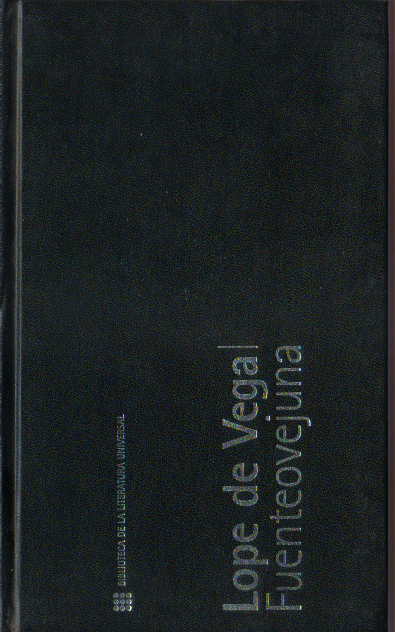 BIBLIOTECA DE LA LITERATURA UNIVERSAL
Lope de Vega|
Fuenteovejuna